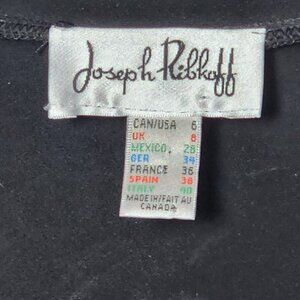 Joseph Ribkoff
CAN/USA 6
UK 8
MEXICO 28
GER 34
FRANCE 36
SPAIN 38
ITALY 40
MADE IN/FAIT AU
CANADA